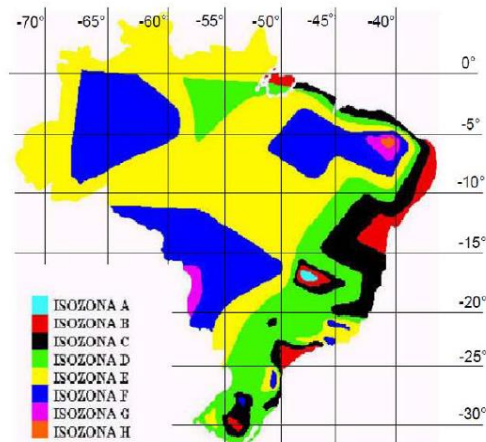 -70° -65° -60° -55° -50° -45° -40°
0°
-5°
-10°
-15°
-20°
-25°
-30°
ISOZONA A
ISOZONA B
ISOZONA C
ISOZONA D
ISOZONA E
ISOZONA F
ISOZONA G
ISOZONA H